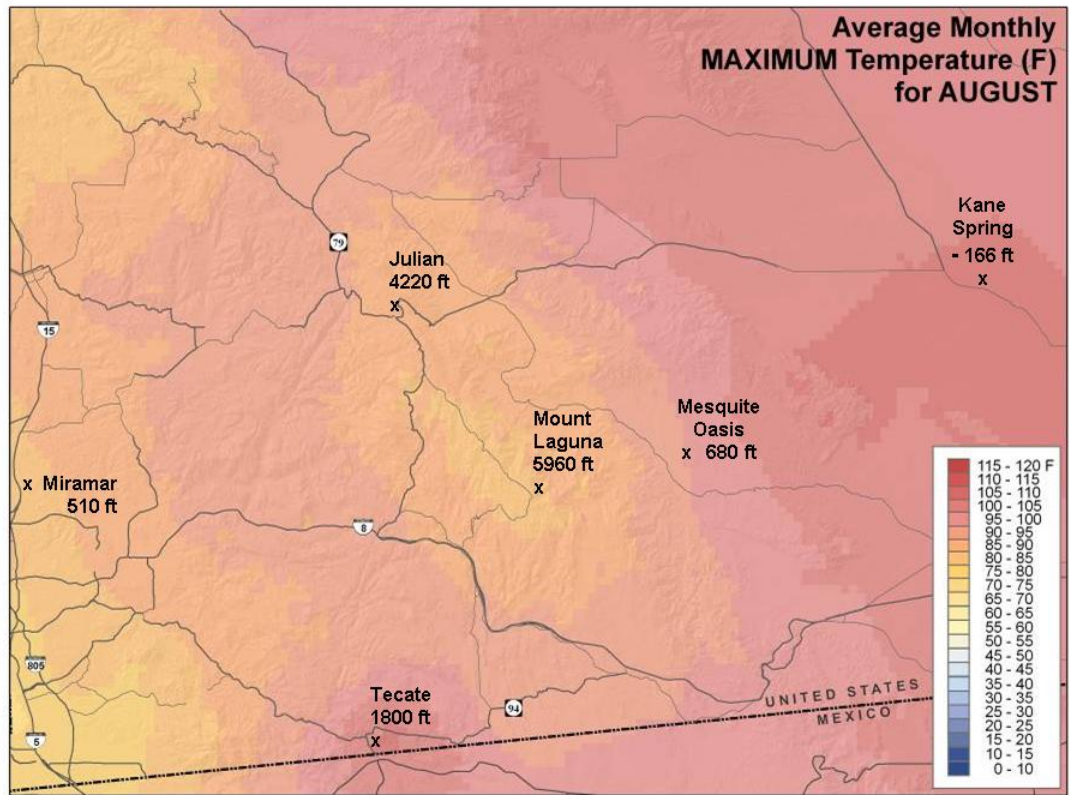 Average Monthly
MAXIMUM Temperature (F)
for AUGUST
Kane
Spring
- 166 ft
x
79
Julian
4220 ft
x
15
Mesquite
Oasis
x 680 ft
Mount
Laguna
5960 ft
x
x Miramar
510 ft
8
115 - 120 F
110 - 115
105 - 110
100 - 105
95 - 100
90 - 95
85 - 90
80 - 85
75 - 80
70 - 75
65 - 70
60 - 65
55 - 60
50 - 55
45 - 50
40 - 45
35 - 40
30 - 35
25 - 30
20 - 25
15 - 20
10 - 15
0 - 10
805
Tecate
1800 ft
x
94
UNITED STATES
MEXICO
5